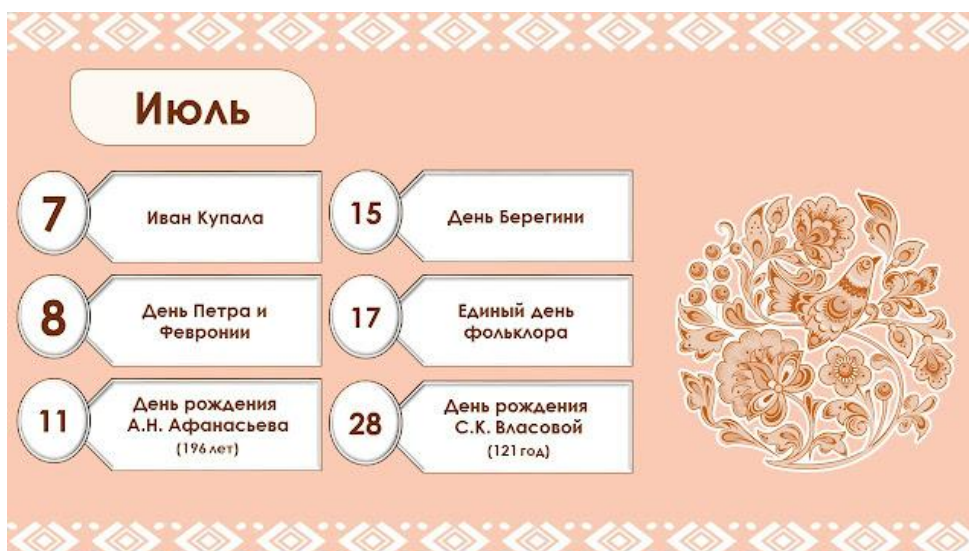 Июль
7
Иван Купала
8
День Петра и
Февронии
11
День рождения
А.Н. Афанасьева
(196 лет)
15
День Берегини
17
Единый день
фольклора
28
День рождения
С.К. Власовой
(121 год)